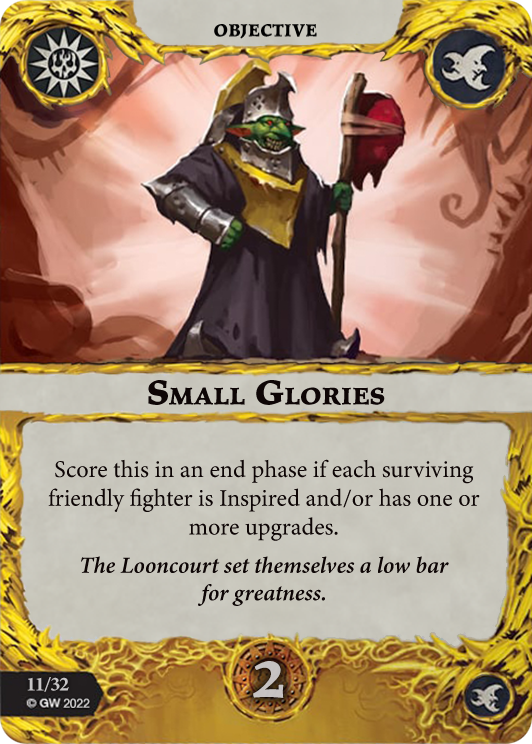 OBJECTIVE
SMALL GLORIES
Score this in an end phase if each surviving
friendly fighter is Inspired and/or has one or
more upgrades.
The Looncourt set themselves a low bar
for greatness.
2
11/32
© GW 2022